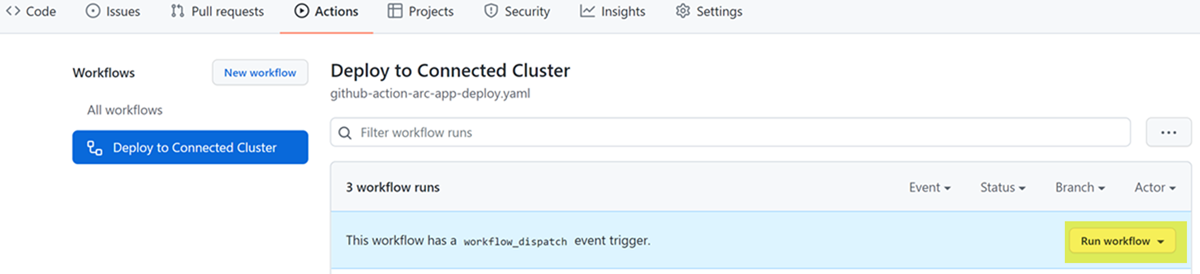 Code Issues Pull requests Actions Projects Security Insights Settings
Workflows New workflow
All workflows
Deploy to Connected Cluster
Deploy to Connected Cluster
github-action-arc-app-deploy.yaml
Filter workflow runs
3 workflow runs Event Status Branch Actor
This workflow has a workflow_dispatch event trigger. Run workflow